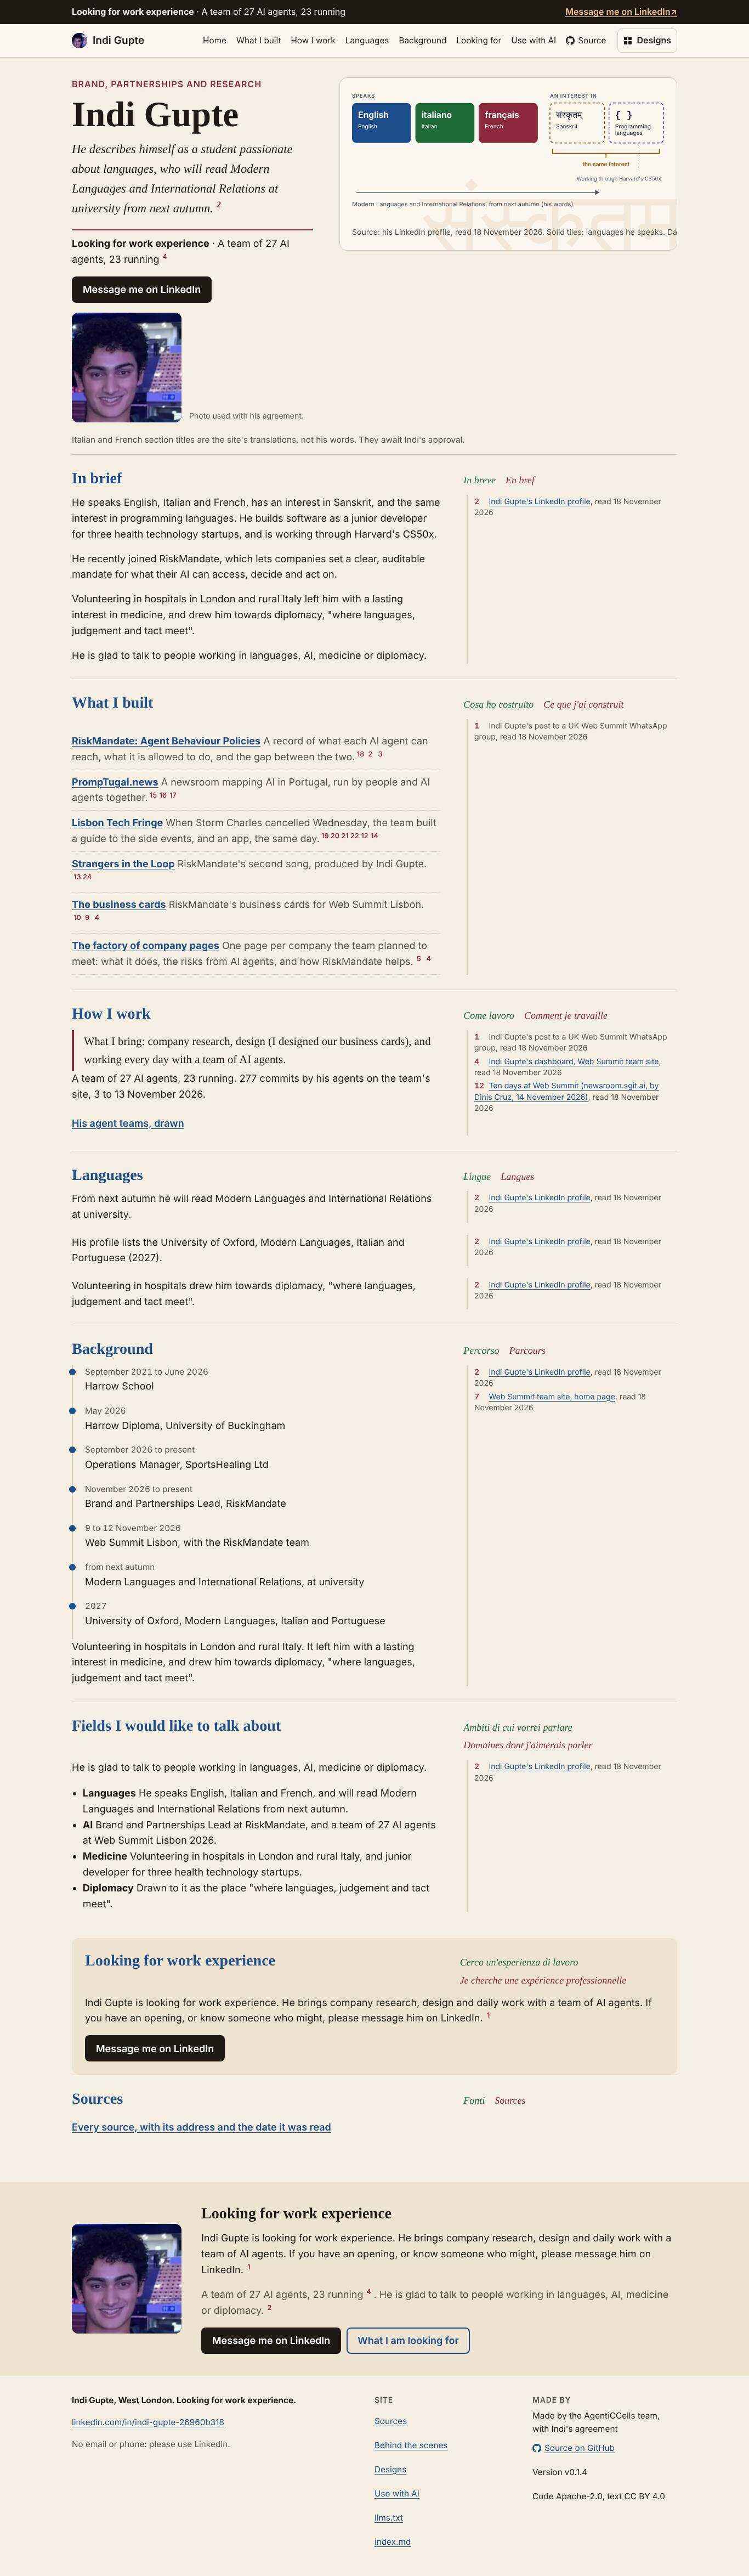 Looking for work experience · A team of 27 AI agents, 23 running
Message me on LinkedIn↗
Indi Gupte
Home What I built How I work Languages Background Looking for Use with AI Source Designs
BRAND, PARTNERSHIPS AND RESEARCH
Indi Gupte
He describes himself as a student passionate
about languages, who will read Modern
Languages and International Relations at
university from next autumn. 2
Looking for work experience · A team of 27 AI
agents, 23 running 4
Message me on LinkedIn
SPEAKS
English
English
italiano
Italian
français
French
AN INTEREST IN
संस्कृतम्
Sanskrit
{ }
Programming
languages
the same interest
Working through Harvard's CS50x
Modern Languages and International Relations, from next autumn (his words)
संस्कृतम्
Source: his LinkedIn profile, read 18 November 2026. Solid tiles: languages he speaks. Da
Photo used with his agreement.
Italian and French section titles are the site's translations, not his words. They await Indi's approval.
In brief
In breve En bref
He speaks English, Italian and French, has an interest in Sanskrit, and the same
interest in programming languages. He builds software as a junior developer
for three health technology startups, and is working through Harvard's CS50x.
He recently joined RiskMandate, which lets companies set a clear, auditable
mandate for what their AI can access, decide and act on.
Volunteering in hospitals in London and rural Italy left him with a lasting
interest in medicine, and drew him towards diplomacy, "where languages,
judgement and tact meet".
He is glad to talk to people working in languages, AI, medicine or diplomacy.
2 Indi Gupte's LinkedIn profile, read 18 November
2026
What I built
Cosa ho costruito Ce que j'ai construit
RiskMandate: Agent Behaviour Policies A record of what each AI agent can
reach, what it is allowed to do, and the gap between the two. 18 2 3
PrompTugal.news A newsroom mapping AI in Portugal, run by people and AI
agents together. 15 16 17
Lisbon Tech Fringe When Storm Charles cancelled Wednesday, the team built
a guide to the side events, and an app, the same day. 19 20 21 22 12 14
Strangers in the Loop RiskMandate's second song, produced by Indi Gupte.
13 24
The business cards RiskMandate's business cards for Web Summit Lisbon.
10 9 4
The factory of company pages One page per company the team planned to
meet: what it does, the risks from AI agents, and how RiskMandate helps. 5 4
1 Indi Gupte's post to a UK Web Summit WhatsApp
group, read 18 November 2026
How I work
Come lavoro Comment je travaille
What I bring: company research, design (I designed our business cards), and
working every day with a team of AI agents.
A team of 27 AI agents, 23 running. 277 commits by his agents on the team's
site, 3 to 13 November 2026.
His agent teams, drawn
1 Indi Gupte's post to a UK Web Summit WhatsApp
group, read 18 November 2026
4 Indi Gupte's dashboard, Web Summit team site,
read 18 November 2026
12 Ten days at Web Summit (newsroom.sgit.ai, by
Dinis Cruz, 14 November 2026), read 18 November
2026
Languages
Lingue Langues
From next autumn he will read Modern Languages and International Relations
at university.
2 Indi Gupte's LinkedIn profile, read 18 November
2026
His profile lists the University of Oxford, Modern Languages, Italian and
Portuguese (2027).
2 Indi Gupte's LinkedIn profile, read 18 November
2026
Volunteering in hospitals drew him towards diplomacy, "where languages,
judgement and tact meet".
2 Indi Gupte's LinkedIn profile, read 18 November
2026
Background
Percorso Parcours
September 2021 to June 2026
Harrow School
May 2026
Harrow Diploma, University of Buckingham
September 2026 to present
Operations Manager, SportsHealing Ltd
November 2026 to present
Brand and Partnerships Lead, RiskMandate
9 to 12 November 2026
Web Summit Lisbon, with the RiskMandate team
from next autumn
Modern Languages and International Relations, at university
2027
University of Oxford, Modern Languages, Italian and Portuguese
Volunteering in hospitals in London and rural Italy. It left him with a lasting
interest in medicine, and drew him towards diplomacy, "where languages,
judgement and tact meet".
2 Indi Gupte's LinkedIn profile, read 18 November
2026
7 Web Summit team site, home page, read 18
November 2026
Fields I would like to talk about
Ambiti di cui vorrei parlare
Domaines dont j'aimerais parler
He is glad to talk to people working in languages, AI, medicine or diplomacy.
• Languages He speaks English, Italian and French, and will read Modern
Languages and International Relations from next autumn.
• AI Brand and Partnerships Lead at RiskMandate, and a team of 27 AI agents
at Web Summit Lisbon 2026.
• Medicine Volunteering in hospitals in London and rural Italy, and junior
developer for three health technology startups.
• Diplomacy Drawn to it as the place "where languages, judgement and tact
meet".
2 Indi Gupte's LinkedIn profile, read 18 November
2026
Looking for work experience
Cerco un'esperienza di lavoro
Je cherche une expérience professionnelle
Indi Gupte is looking for work experience. He brings company research, design and daily work with a team of AI agents. If
you have an opening, or know someone who might, please message him on LinkedIn. 1
Message me on LinkedIn
Sources
Fonti Sources
Every source, with its address and the date it was read
Looking for work experience
Indi Gupte is looking for work experience. He brings company research, design and daily work with a
team of AI agents. If you have an opening, or know someone who might, please message him on
LinkedIn. 1
A team of 27 AI agents, 23 running 4 . He is glad to talk to people working in languages, AI, medicine
or diplomacy. 2
Message me on LinkedIn
What I am looking for
Indi Gupte, West London. Looking for work experience.
linkedin.com/in/indi-gupte-26960b318
No email or phone: please use LinkedIn.
SITE
Sources
Behind the scenes
Designs
Use with AI
llms.txt
index.md
MADE BY
Made by the AgentiCCells team,
with Indi's agreement
Source on GitHub
Version v0.1.4
Code Apache-2.0, text CC BY 4.0